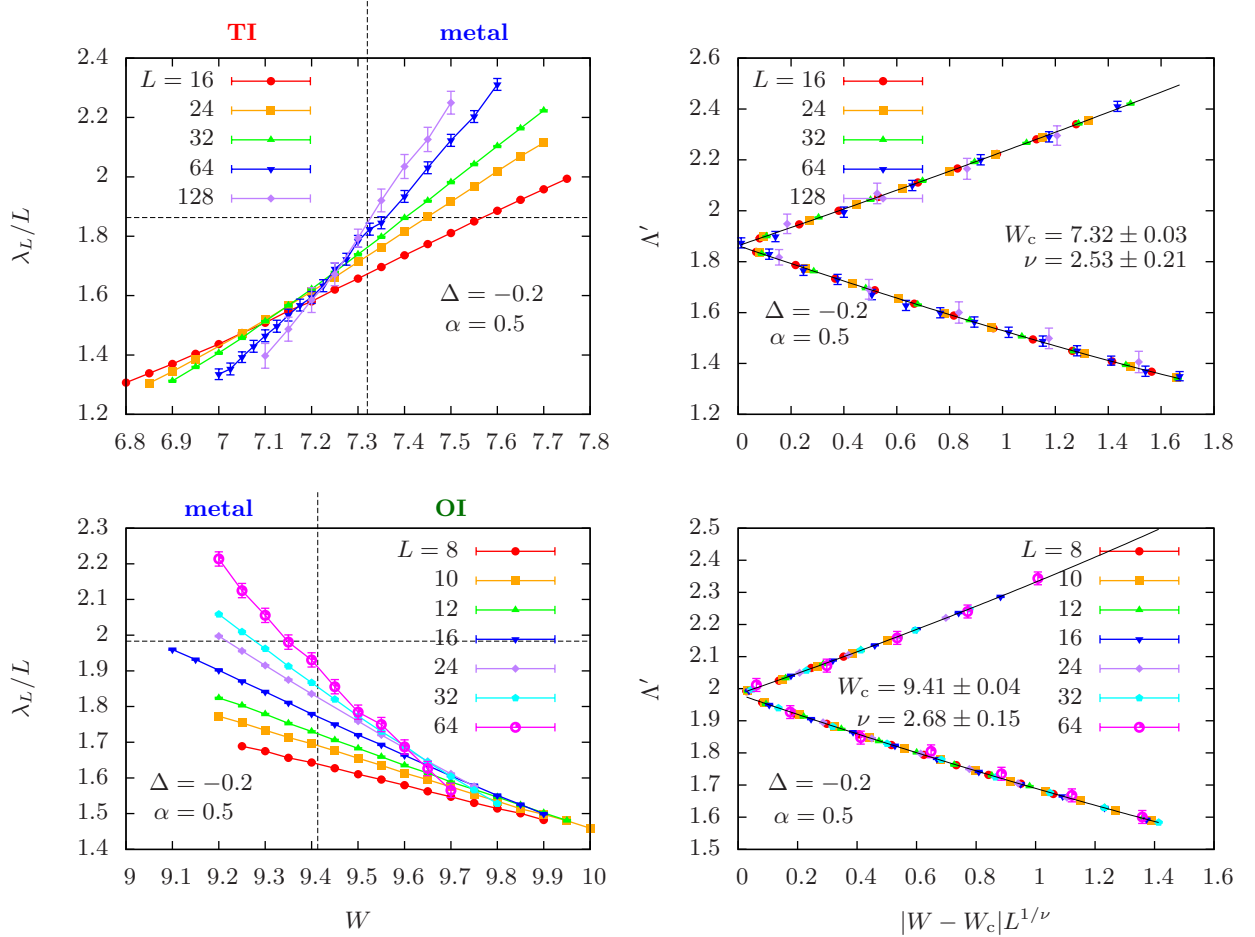 TI metal
2.4
2.2
2
1.8
1.6
1.4
1.2
λ_L/L
L = 16
24
32
64
128
Δ = −0.2
α = 0.5
6.8 6.9 7 7.1 7.2 7.3 7.4 7.5 7.6 7.7 7.8
2.6
2.4
2.2
2
1.8
1.6
1.4
1.2
Λ′
L = 16
24
32
64
128
W_c = 7.32 ± 0.03
ν = 2.53 ± 0.21
Δ = −0.2
α = 0.5
0 0.2 0.4 0.6 0.8 1 1.2 1.4 1.6 1.8
metal OI
2.3
2.2
2.1
2
1.9
1.8
1.7
1.6
1.5
1.4
λ_L/L
L = 8
10
12
16
24
32
64
Δ = −0.2
α = 0.5
9 9.1 9.2 9.3 9.4 9.5 9.6 9.7 9.8 9.9 10
W
2.5
2.4
2.3
2.2
2.1
2
1.9
1.8
1.7
1.6
1.5
Λ′
L = 8
10
12
16
24
32
64
W_c = 9.41 ± 0.04
ν = 2.68 ± 0.15
Δ = −0.2
α = 0.5
0 0.2 0.4 0.6 0.8 1 1.2 1.4 1.6
|W − W_c|L^{1/ν}